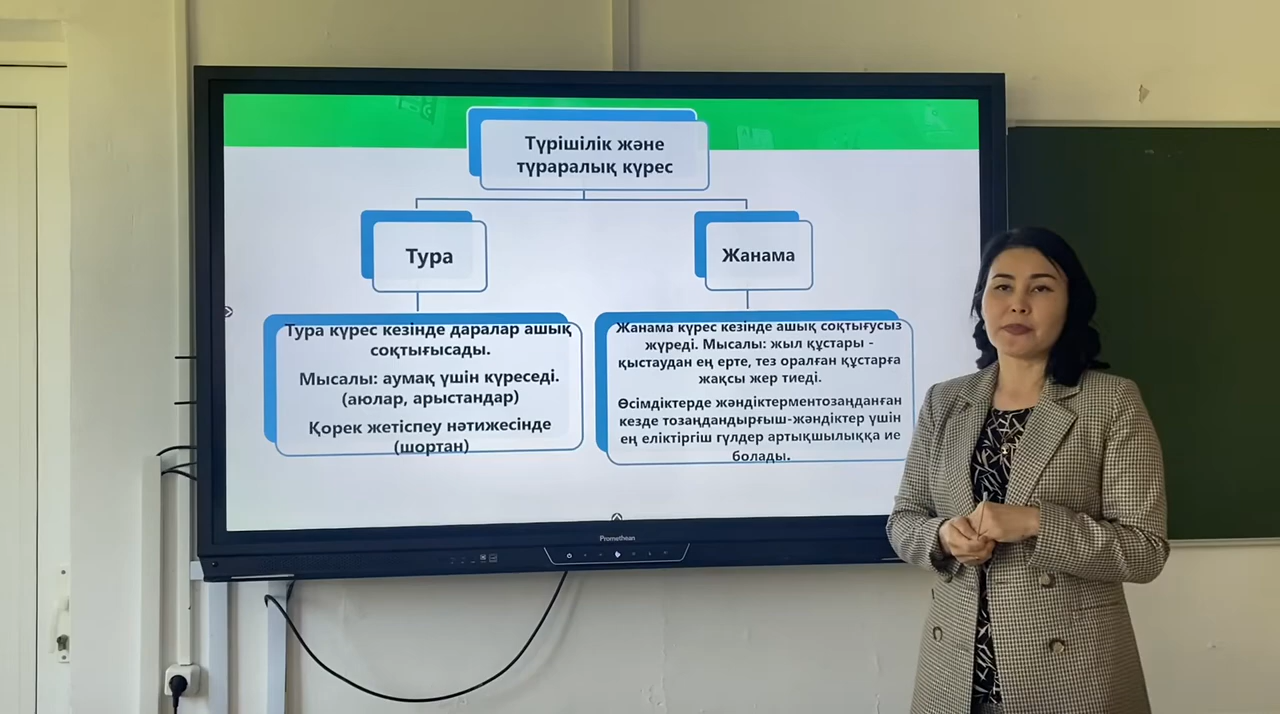 Түрішілік және
тураралық күрес
Тура
Жанама
Тура күрес кезінде даралар ашық
соқтығысады.
Мысалы: аумақ үшін күреседі.
(аюлар, арыстандар)
Қорек жетіспеу нәтижесінде
(шортан)
Жанама күрес кезінде ашық соқтығусыз
жүреді. Мысалы: жыл құстары -
қыстаудан ең ерте, тез оралған құстарға
жақсы жер тиеді.
Өсімдіктерде жәндіктерментозаңданған
кезде тозаңдандырғыш-жәндіктер үшін
ең еліктіргіш гүлдер артықшылыққа ие
болады.
Promethean